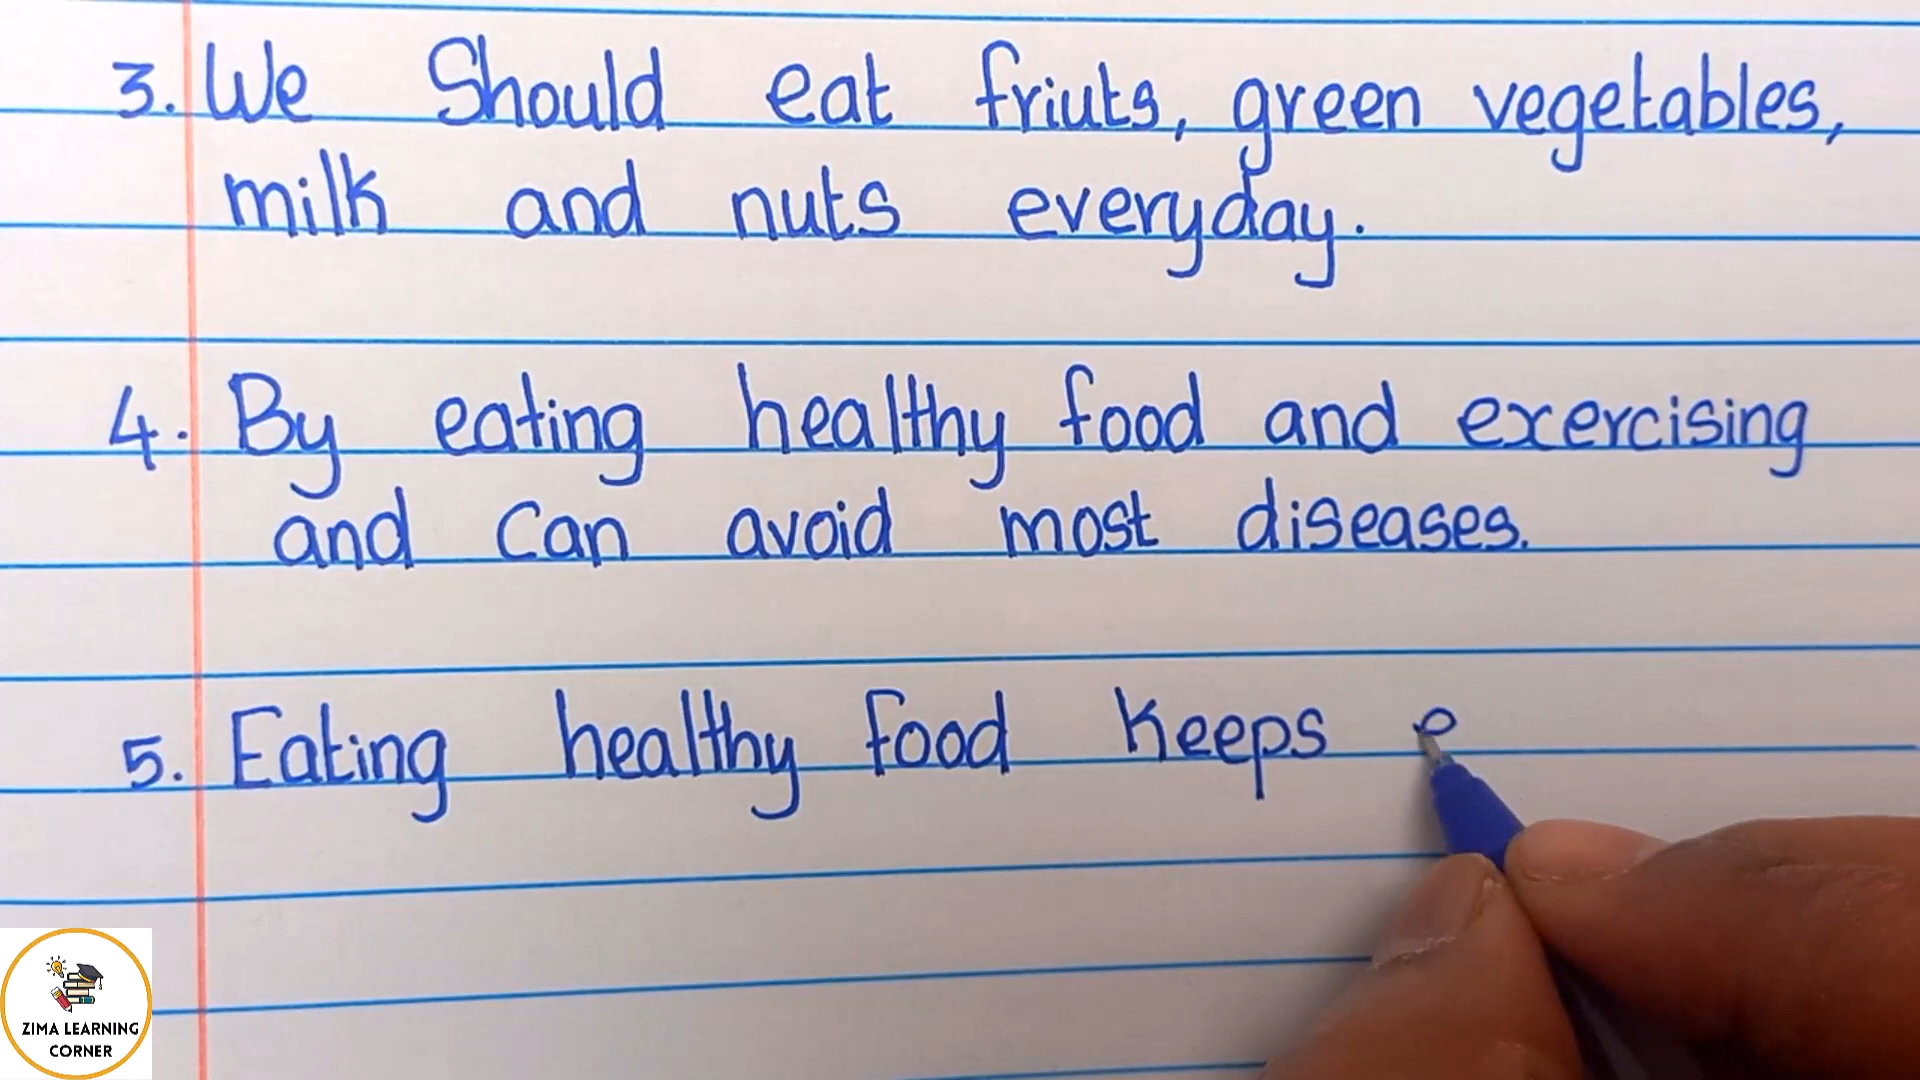 3. We Should eat friuts, green vegetables,
milk and nuts everyday.
4. By eating healthy food and exercising
and can avoid most diseases.
5. Eating healthy food Keeps
ZIMA LEARNING
CORNER